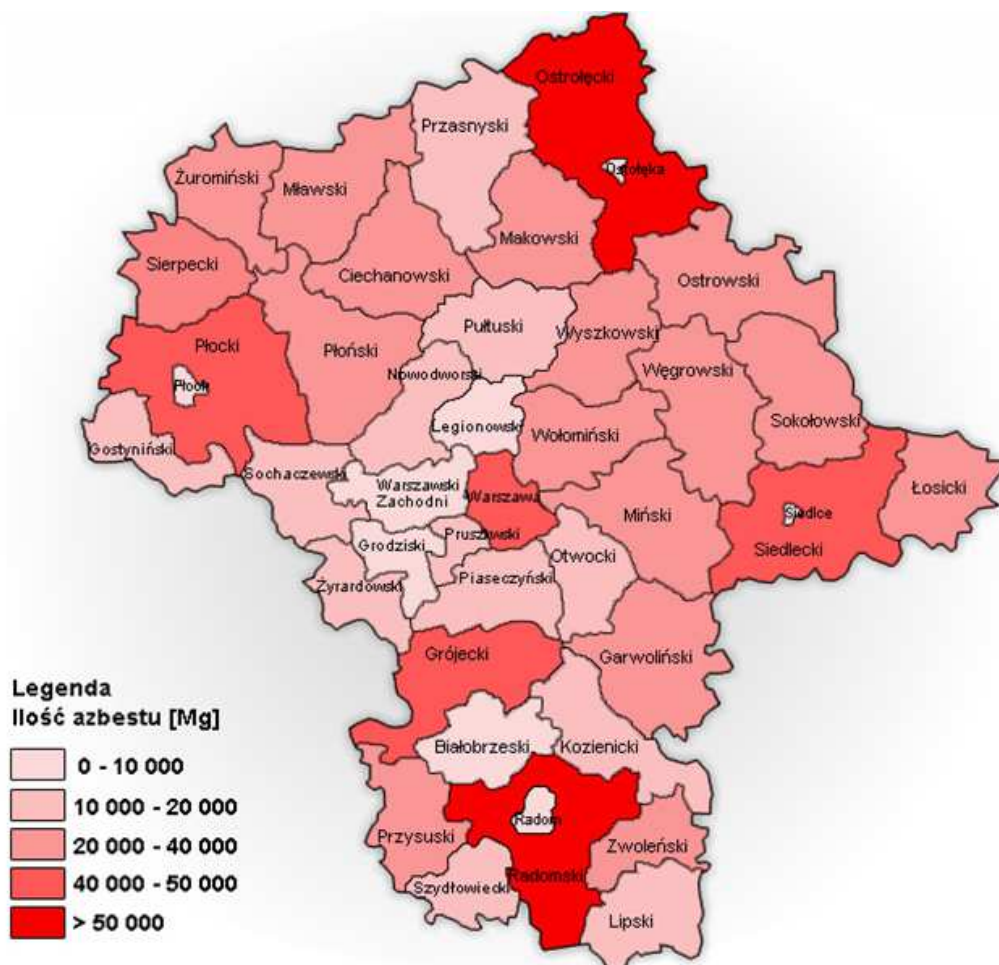 Ostrołęcki
Przasnyski
Ostołęka
Żuromiński
Mławski
Makowski
Sierpecki
Ciechanowski
Ostrowski
Pułtuski
Wyszkowski
Płocki
Płoński
Nowodworski
Węgrowski
Płock
Legionowski
Wołomiński
Sokołowski
Gostyniński
Sochaczewski
Warszawski
Zachodni
Warszawa
Łosicki
Miński
Siedlce
Siedlecki
Pruszkowski
Grodziski
Otwocki
Piaseczyński
Żyrardowski
Grójecki
Garwoliński
Białobrzeski
Kozienicki
Radom
Przysuski
Zwoleński
Radomski
Szydłowiecki
Lipski
Legenda
Ilość azbestu [Mg]
0 - 10 000
10 000 - 20 000
20 000 - 40 000
40 000 - 50 000
> 50 000